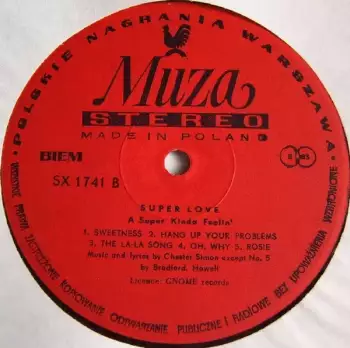 POLSKIE NAGRANIA WARSZAWA
Muza
STEREO
MADE IN POLAND
BIEM
SX 1741 B
SUPER LOVE
A Super Kinda Feelin'
1. SWEETNESS 2. HANG UP YOUR PROBLEMS
3. THE LA-LA SONG 4. OH, WHY 5. ROSIE
Music and lyrics by Chester Simon except No. 5
by Bradford, Howell
Licence: GNOME records
WSZELKIE PRAWA ZASTRZEŻONE KOPIOWANIE ODTWARZANIE PUBLICZNE I RADIOWE BEZ UPOWAŻNIENIA WZBRONIONE